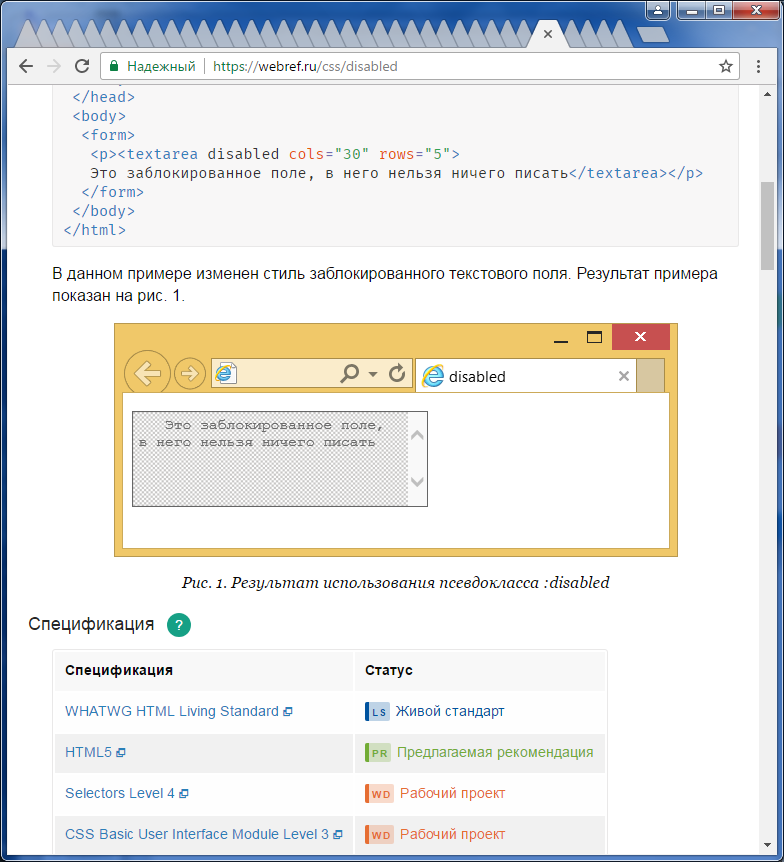 Надежный | https://webref.ru/css/disabled
</head>
<body>
<form>
<p><textarea disabled cols="30" rows="5">
Это заблокированное поле, в него нельзя ничего писать</textarea></p>
</form>
</body>
</html>
В данном примере изменен стиль заблокированного текстового поля. Результат примера
показан на рис. 1.
disabled
Это заблокированное поле,
в него нельзя ничего писать
Рис. 1. Результат использования псевдокласса :disabled
Спецификация ?
Спецификация Статус
WHATWG HTML Living Standard LS Живой стандарт
HTML5 PR Предлагаемая рекомендация
Selectors Level 4 WD Рабочий проект
CSS Basic User Interface Module Level 3 WD Рабочий проект